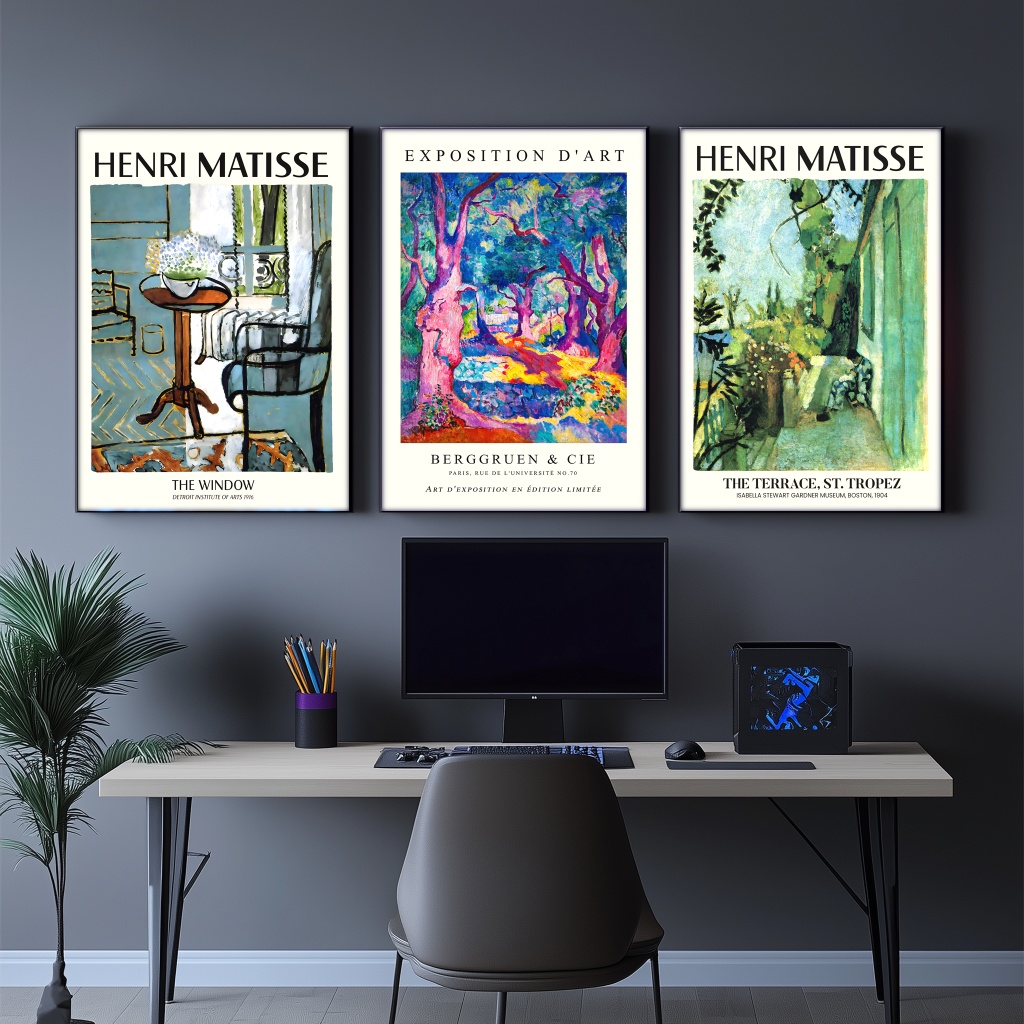 HENRI MATISSE
THE WINDOW
DETROIT INSTITUTE OF ARTS 1916
EXPOSITION D'ART
BERGGRUEN & CIE
PARIS, RUE DE L'UNIVERSITÉ NO.70
ART D'EXPOSITION EN ÉDITION LIMITÉE
HENRI MATISSE
THE TERRACE, ST. TROPEZ
ISABELLA STEWART GARDNER MUSEUM, BOSTON, 1904